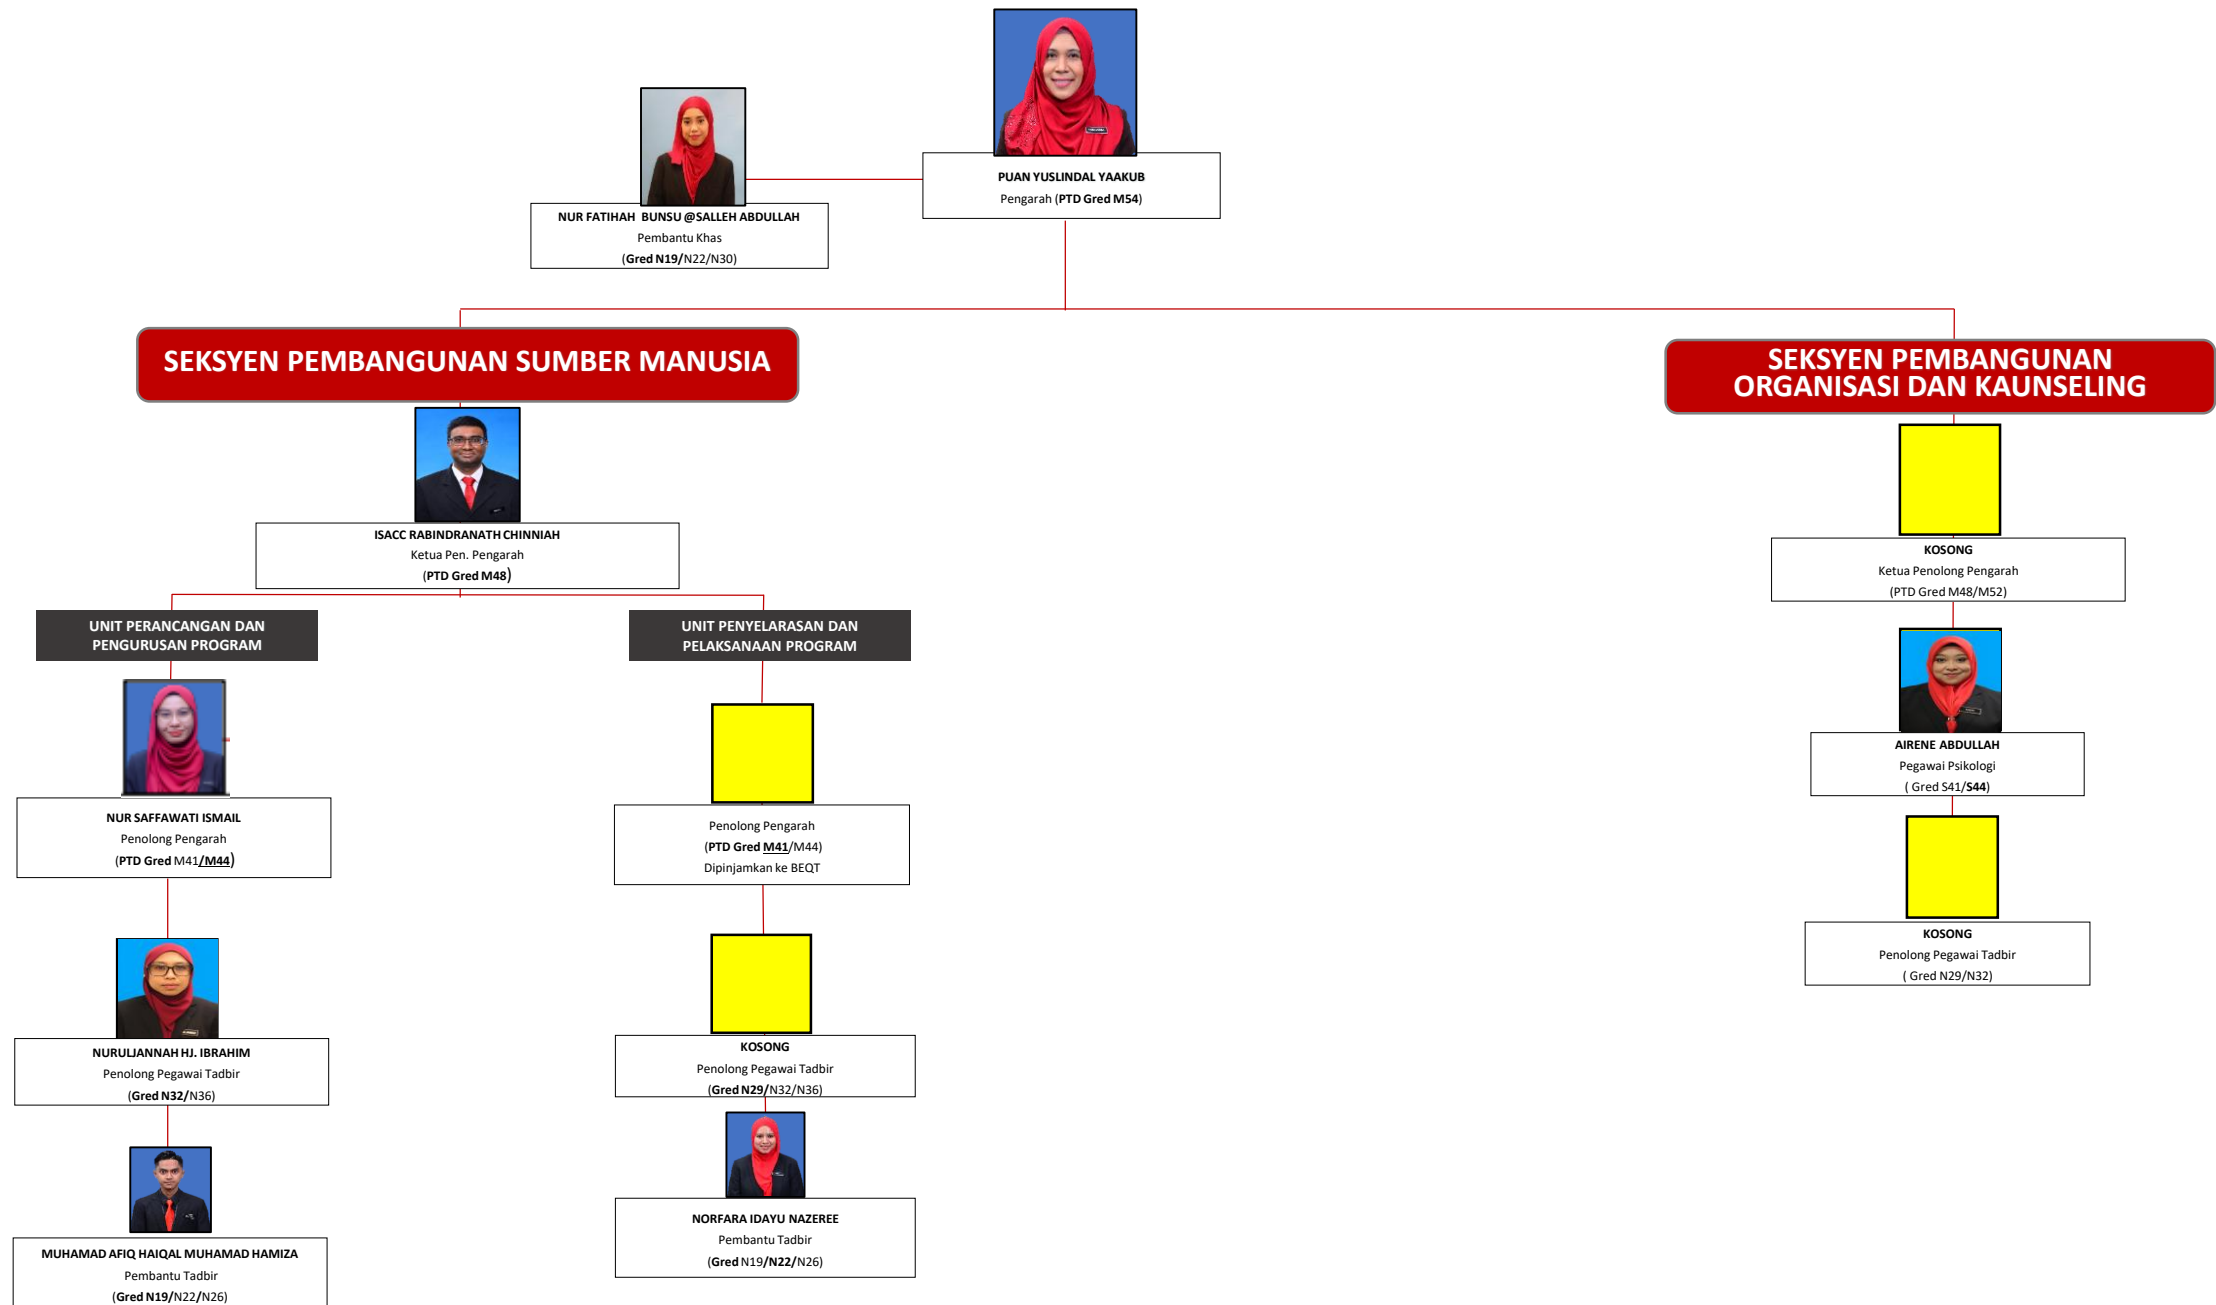 PUAN YUSLINDAL YAAKUB
Pengarah (PTD Gred M54)
NUR FATIHAH BUNSU @SALLEH ABDULLAH
Pembantu Khas
(Gred N19/N22/N30)
SEKSYEN PEMBANGUNAN SUMBER MANUSIA
ISACC RABINDRANATH CHINNIAH
Ketua Pen. Pengarah
(PTD Gred M48)
UNIT PERANCANGAN DAN
PENGURUSAN PROGRAM
NUR SAFFAWATI ISMAIL
Penolong Pengarah
(PTD Gred M41/M44)
NURULJANNAH HJ. IBRAHIM
Penolong Pegawai Tadbir
(Gred N32/N36)
MUHAMAD AFIQ HAIQAL MUHAMAD HAMIZA
Pembantu Tadbir
(Gred N19/N22/N26)
UNIT PENYELARASAN DAN
PELAKSANAAN PROGRAM
Penolong Pengarah
(PTD Gred M41/M44)
Dipinjamkan ke BEQT
KOSONG
Penolong Pegawai Tadbir
(Gred N29/N32/N36)
NORFARA IDAYU NAZEREE
Pembantu Tadbir
(Gred N19/N22/N26)
SEKSYEN PEMBANGUNAN
ORGANISASI DAN KAUNSELING
KOSONG
Ketua Penolong Pengarah
(PTD Gred M48/M52)
AIRENE ABDULLAH
Pegawai Psikologi
( Gred S41/S44)
KOSONG
Penolong Pegawai Tadbir
( Gred N29/N32)